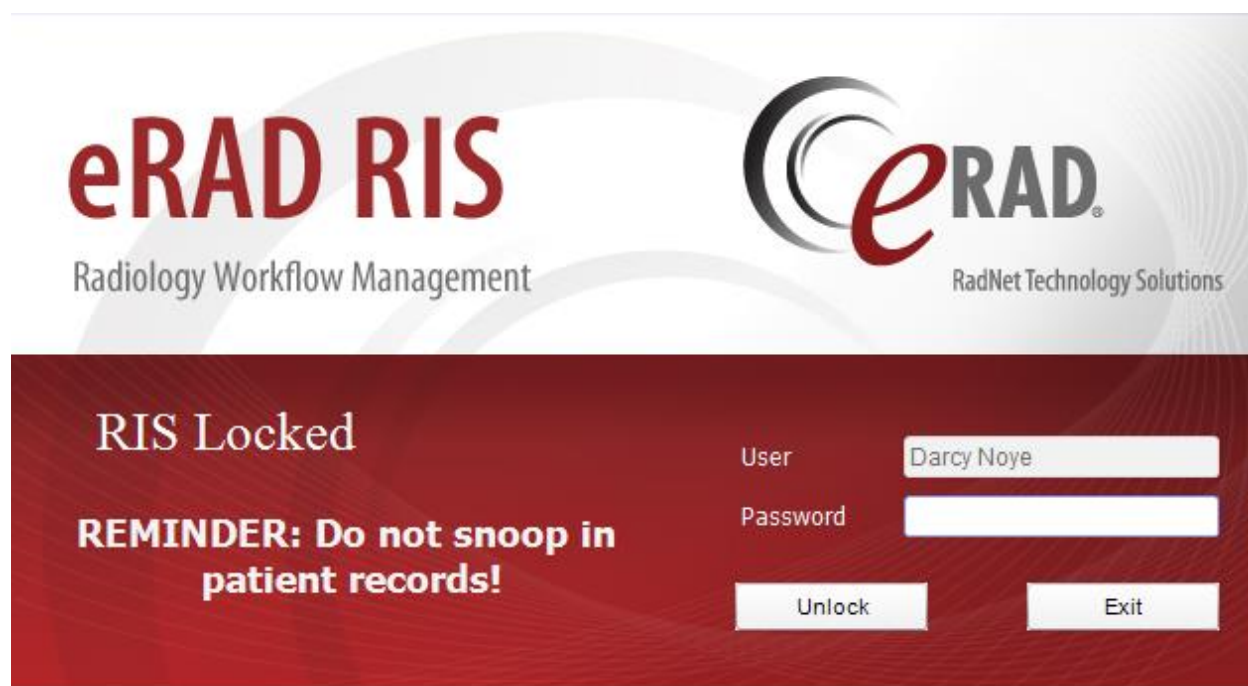 eRAD RIS
Radiology Workflow Management
eRAD®
RadNet Technology Solutions
RIS Locked
REMINDER: Do not snoop in
patient records!
User Darcy Noye
Password
Unlock Exit